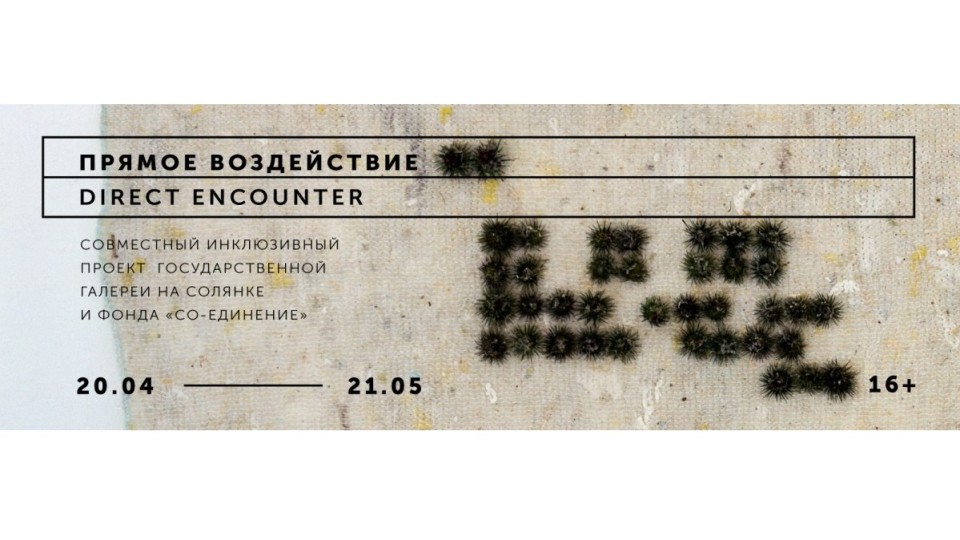 ПРЯМОЕ ВОЗДЕЙСТВИЕ
DIRECT ENCOUNTER
СОВМЕСТНЫЙ ИНКЛЮЗИВНЫЙ
ПРОЕКТ ГОСУДАРСТВЕННОЙ
ГАЛЕРЕИ НА СОЛЯНКЕ
И ФОНДА «СО-ЕДИНЕНИЕ»
20.04 — 21.05
16+